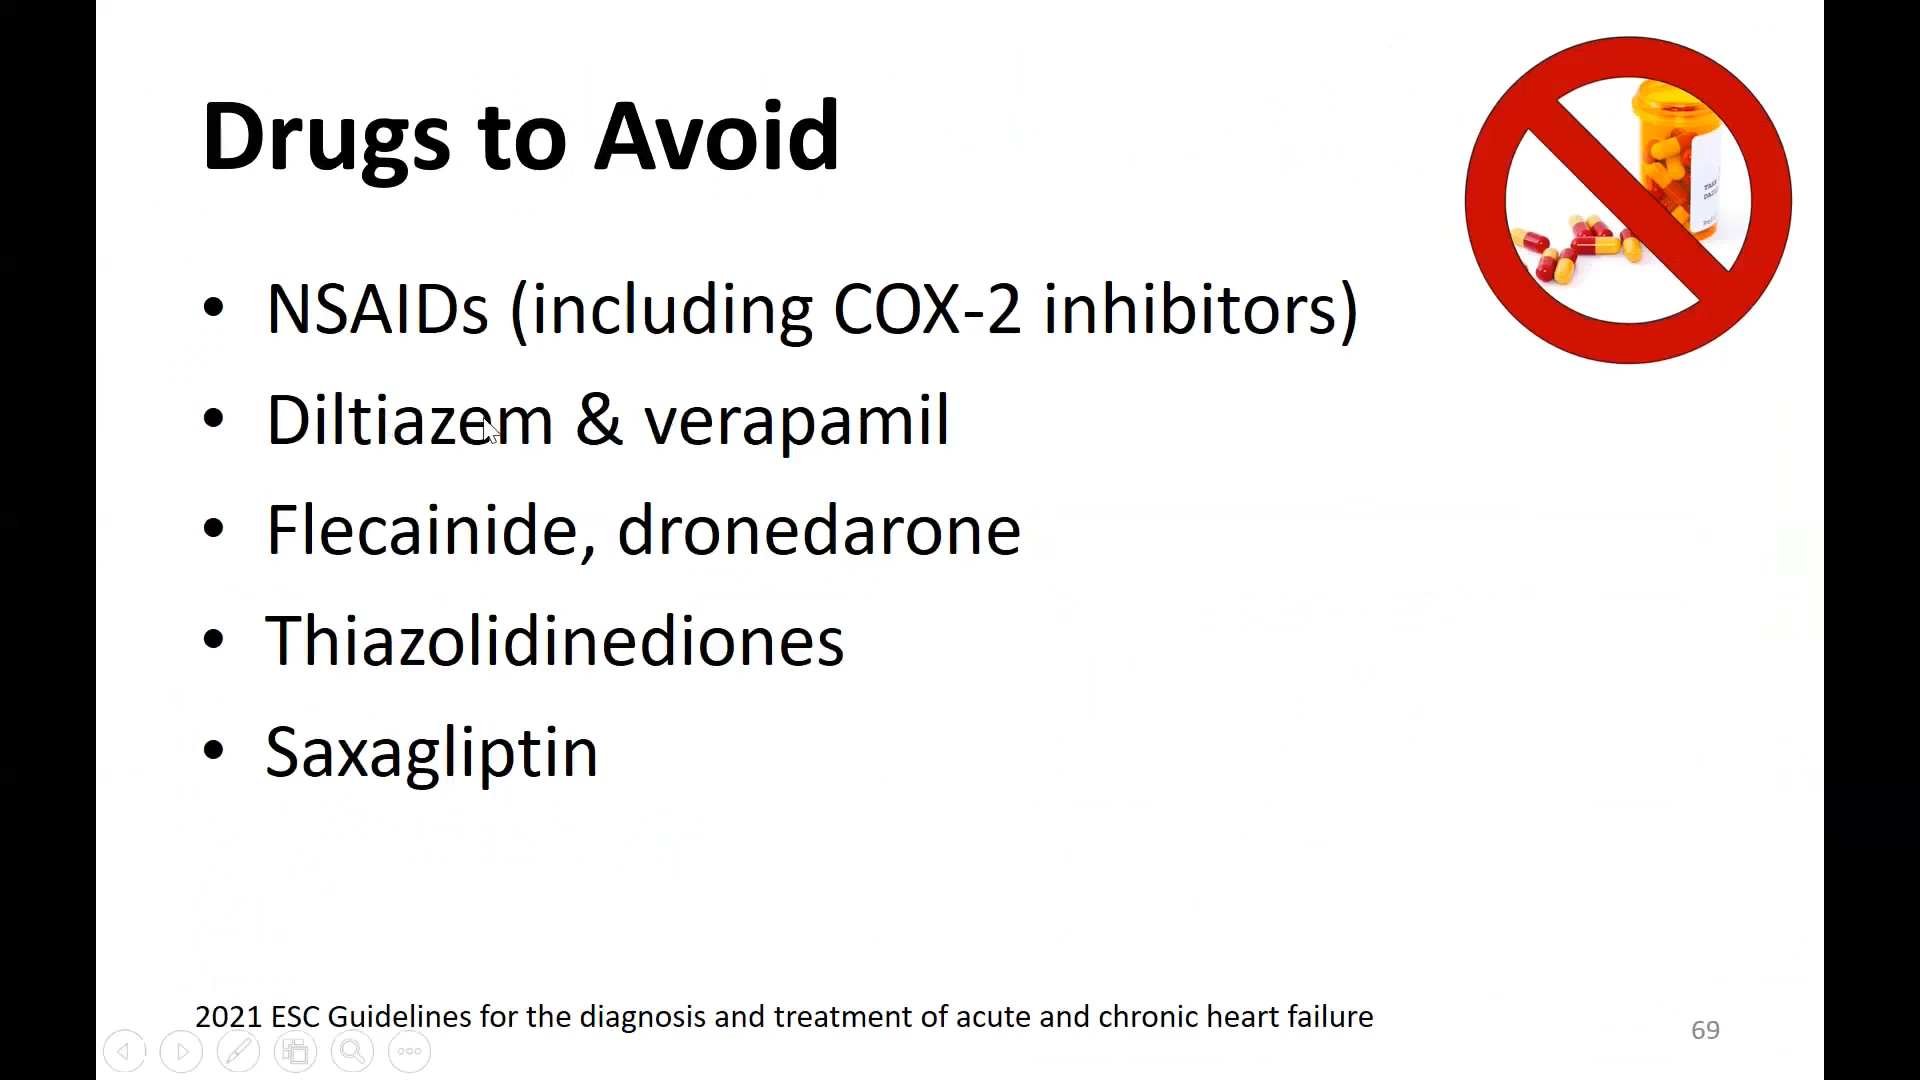 Drugs to Avoid
• NSAIDs (including COX-2 inhibitors)
• Diltiazem & verapamil
• Flecainide, dronedarone
• Thiazolidinediones
• Saxagliptin
2021 ESC Guidelines for the diagnosis and treatment of acute and chronic heart failure
69